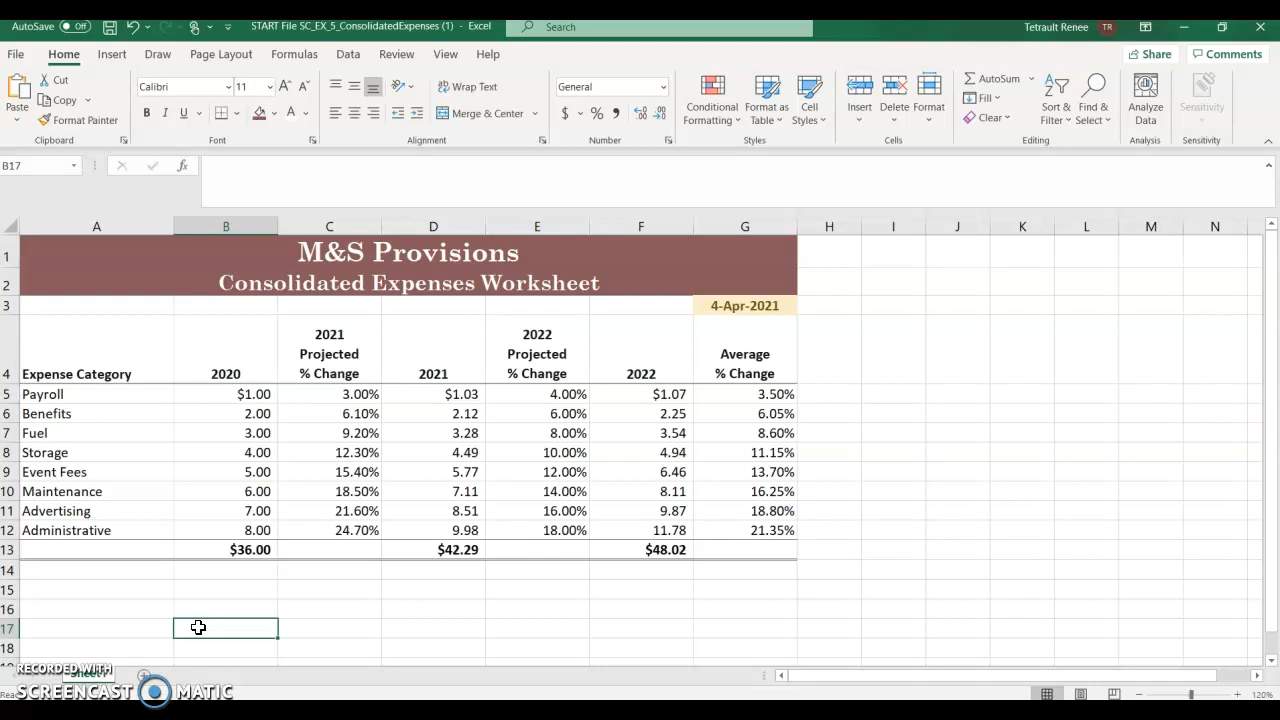 AutoSave Off START File SC_EX_5_ConsolidatedExpenses (1) - Excel Search Tetrault Renee TR
File Home Insert Draw Page Layout Formulas Data Review View Help Share Comments
Paste Cut Copy Format Painter Clipboard
Calibri 11 B I U A A A Font
Wrap Text Merge & Center Alignment
General $ % , Number
Conditional Formatting Format as Table Cell Styles Styles
Insert Delete Format Cells
AutoSum Fill Clear Sort & Filter Find & Select Editing
Analyze Data Analysis
Sensitivity Sensitivity
B17 fx
A B C D E F G H I J K L M N
1 M&S Provisions
2 Consolidated Expenses Worksheet
3 4-Apr-2021
2021 2022
Projected Projected Average
4 Expense Category 2020 % Change 2021 % Change 2022 % Change
5 Payroll $1.00 3.00% $1.03 4.00% $1.07 3.50%
6 Benefits 2.00 6.10% 2.12 6.00% 2.25 6.05%
7 Fuel 3.00 9.20% 3.28 8.00% 3.54 8.60%
8 Storage 4.00 12.30% 4.49 10.00% 4.94 11.15%
9 Event Fees 5.00 15.40% 5.77 12.00% 6.46 13.70%
10 Maintenance 6.00 18.50% 7.11 14.00% 8.11 16.25%
11 Advertising 7.00 21.60% 8.51 16.00% 9.87 18.80%
12 Administrative 8.00 24.70% 9.98 18.00% 11.78 21.35%
13 $36.00 $42.29 $48.02
14
15
16
17
18
RECORDED WITH
SCREENCAST MATIC
120%